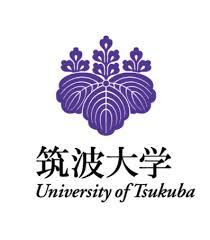 筑波大学
University of Tsukuba